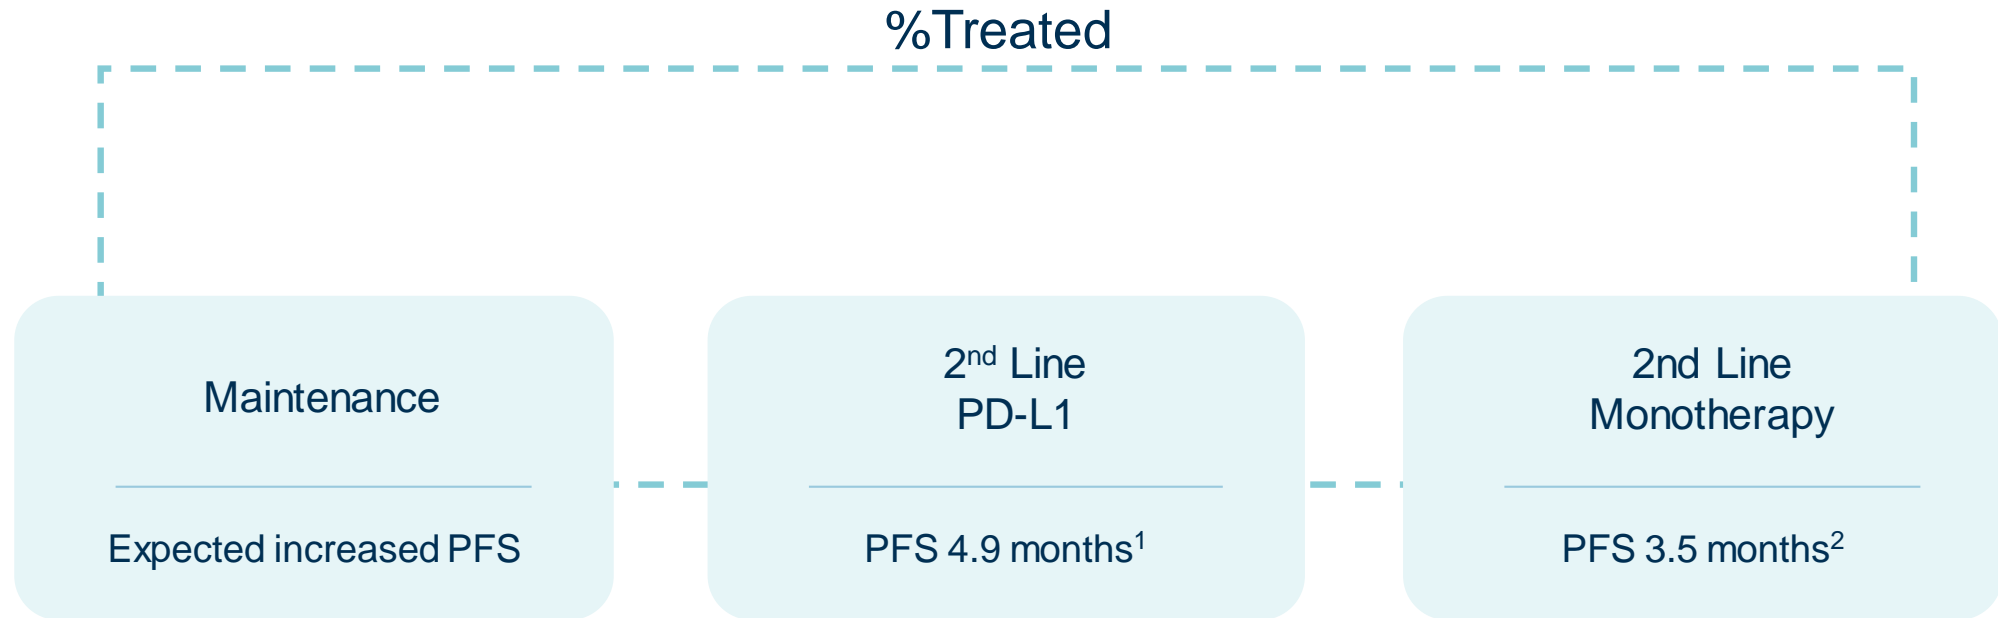 %Treated
Maintenance
Expected increased PFS
2nd Line
PD-L1
PFS 4.9 months1
2nd Line
Monotherapy
PFS 3.5 months2